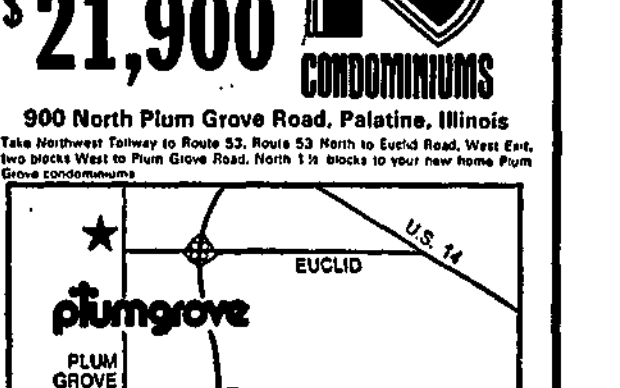 $21,900
CONDOMINIUMS
900 North Plum Grove Road, Palatine, Illinois
Take Northwest Tollway to Route 53, Route 53 North to Euclid Road, West Exit,
two blocks West to Plum Grove Road, North 1½ blocks to your new home Plum
Grove condominiums
U.S. 14
EUCLID
plumgrove
PLUM
GROVE